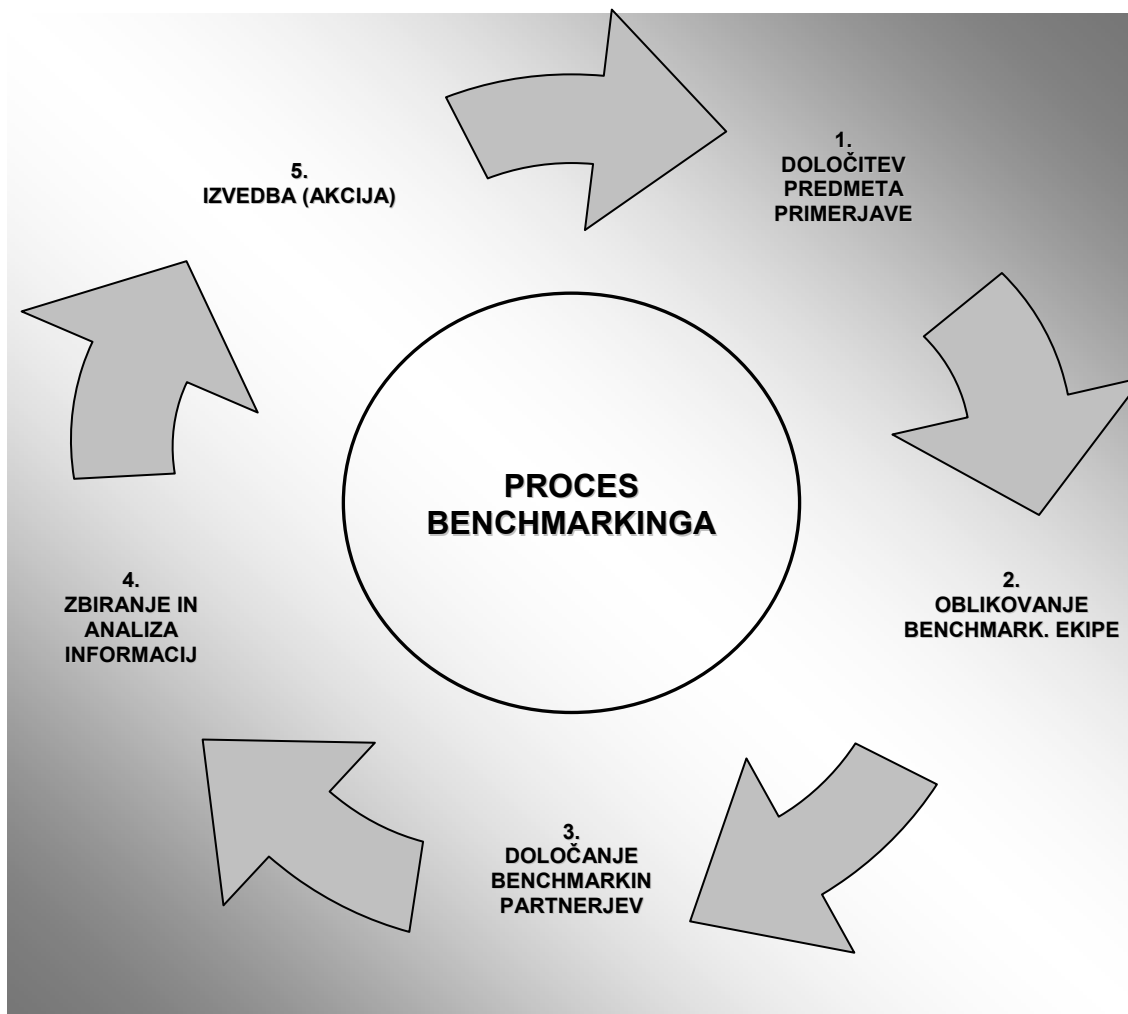 1.
DOLOČITEV
PREDMETA
PRIMERJAVE
2.
OBLIKOVANJE
BENCHMARK. EKIPE
3.
DOLOČANJE
BENCHMARKIN
PARTNERJEV
4.
ZBIRANJE IN
ANALIZA
INFORMACIJ
5.
IZVEDBA (AKCIJA)
PROCES
BENCHMARKINGA